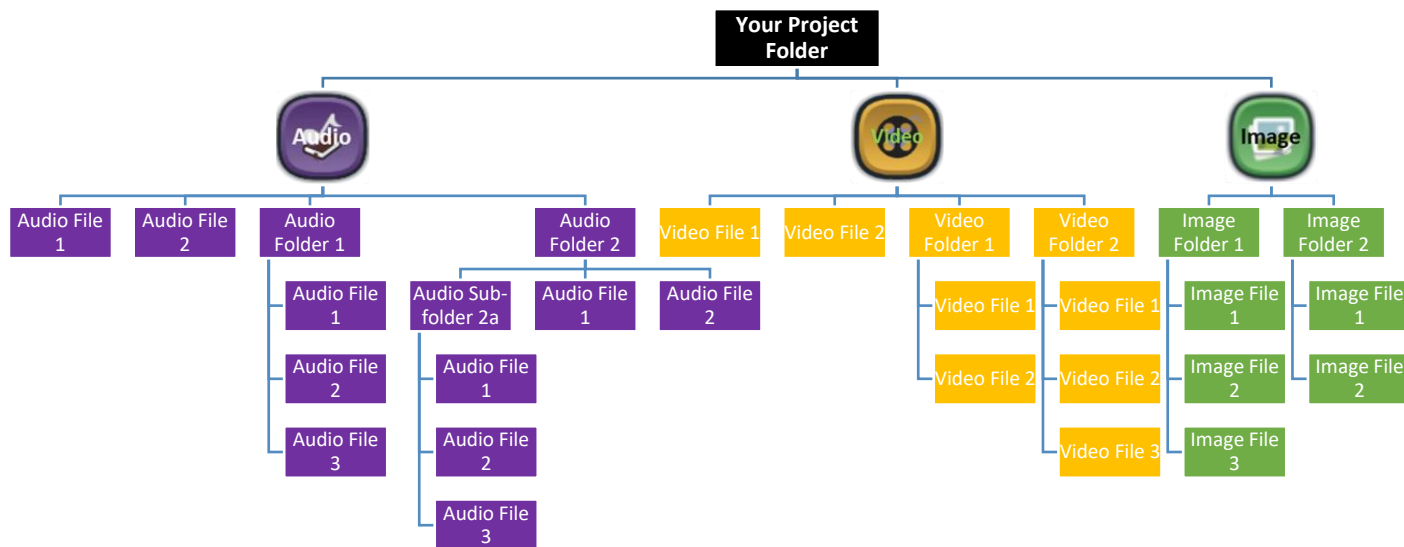 Your Project
Folder
Audio
Video
Image
Audio File
1
Audio File
2
Audio
Folder 1
Audio
Folder 2
Video File 1
Video File 2
Video
Folder 1
Video
Folder 2
Image
Folder 1
Image
Folder 2
Audio File
1
Audio Sub-
folder 2a
Audio File
1
Audio File
2
Video File 1
Video File 1
Image File
1
Image File
1
Audio File
2
Audio File
1
Video File 2
Video File 2
Image File
2
Image File
2
Audio File
3
Audio File
2
Video File 3
Image File
3
Audio File
3